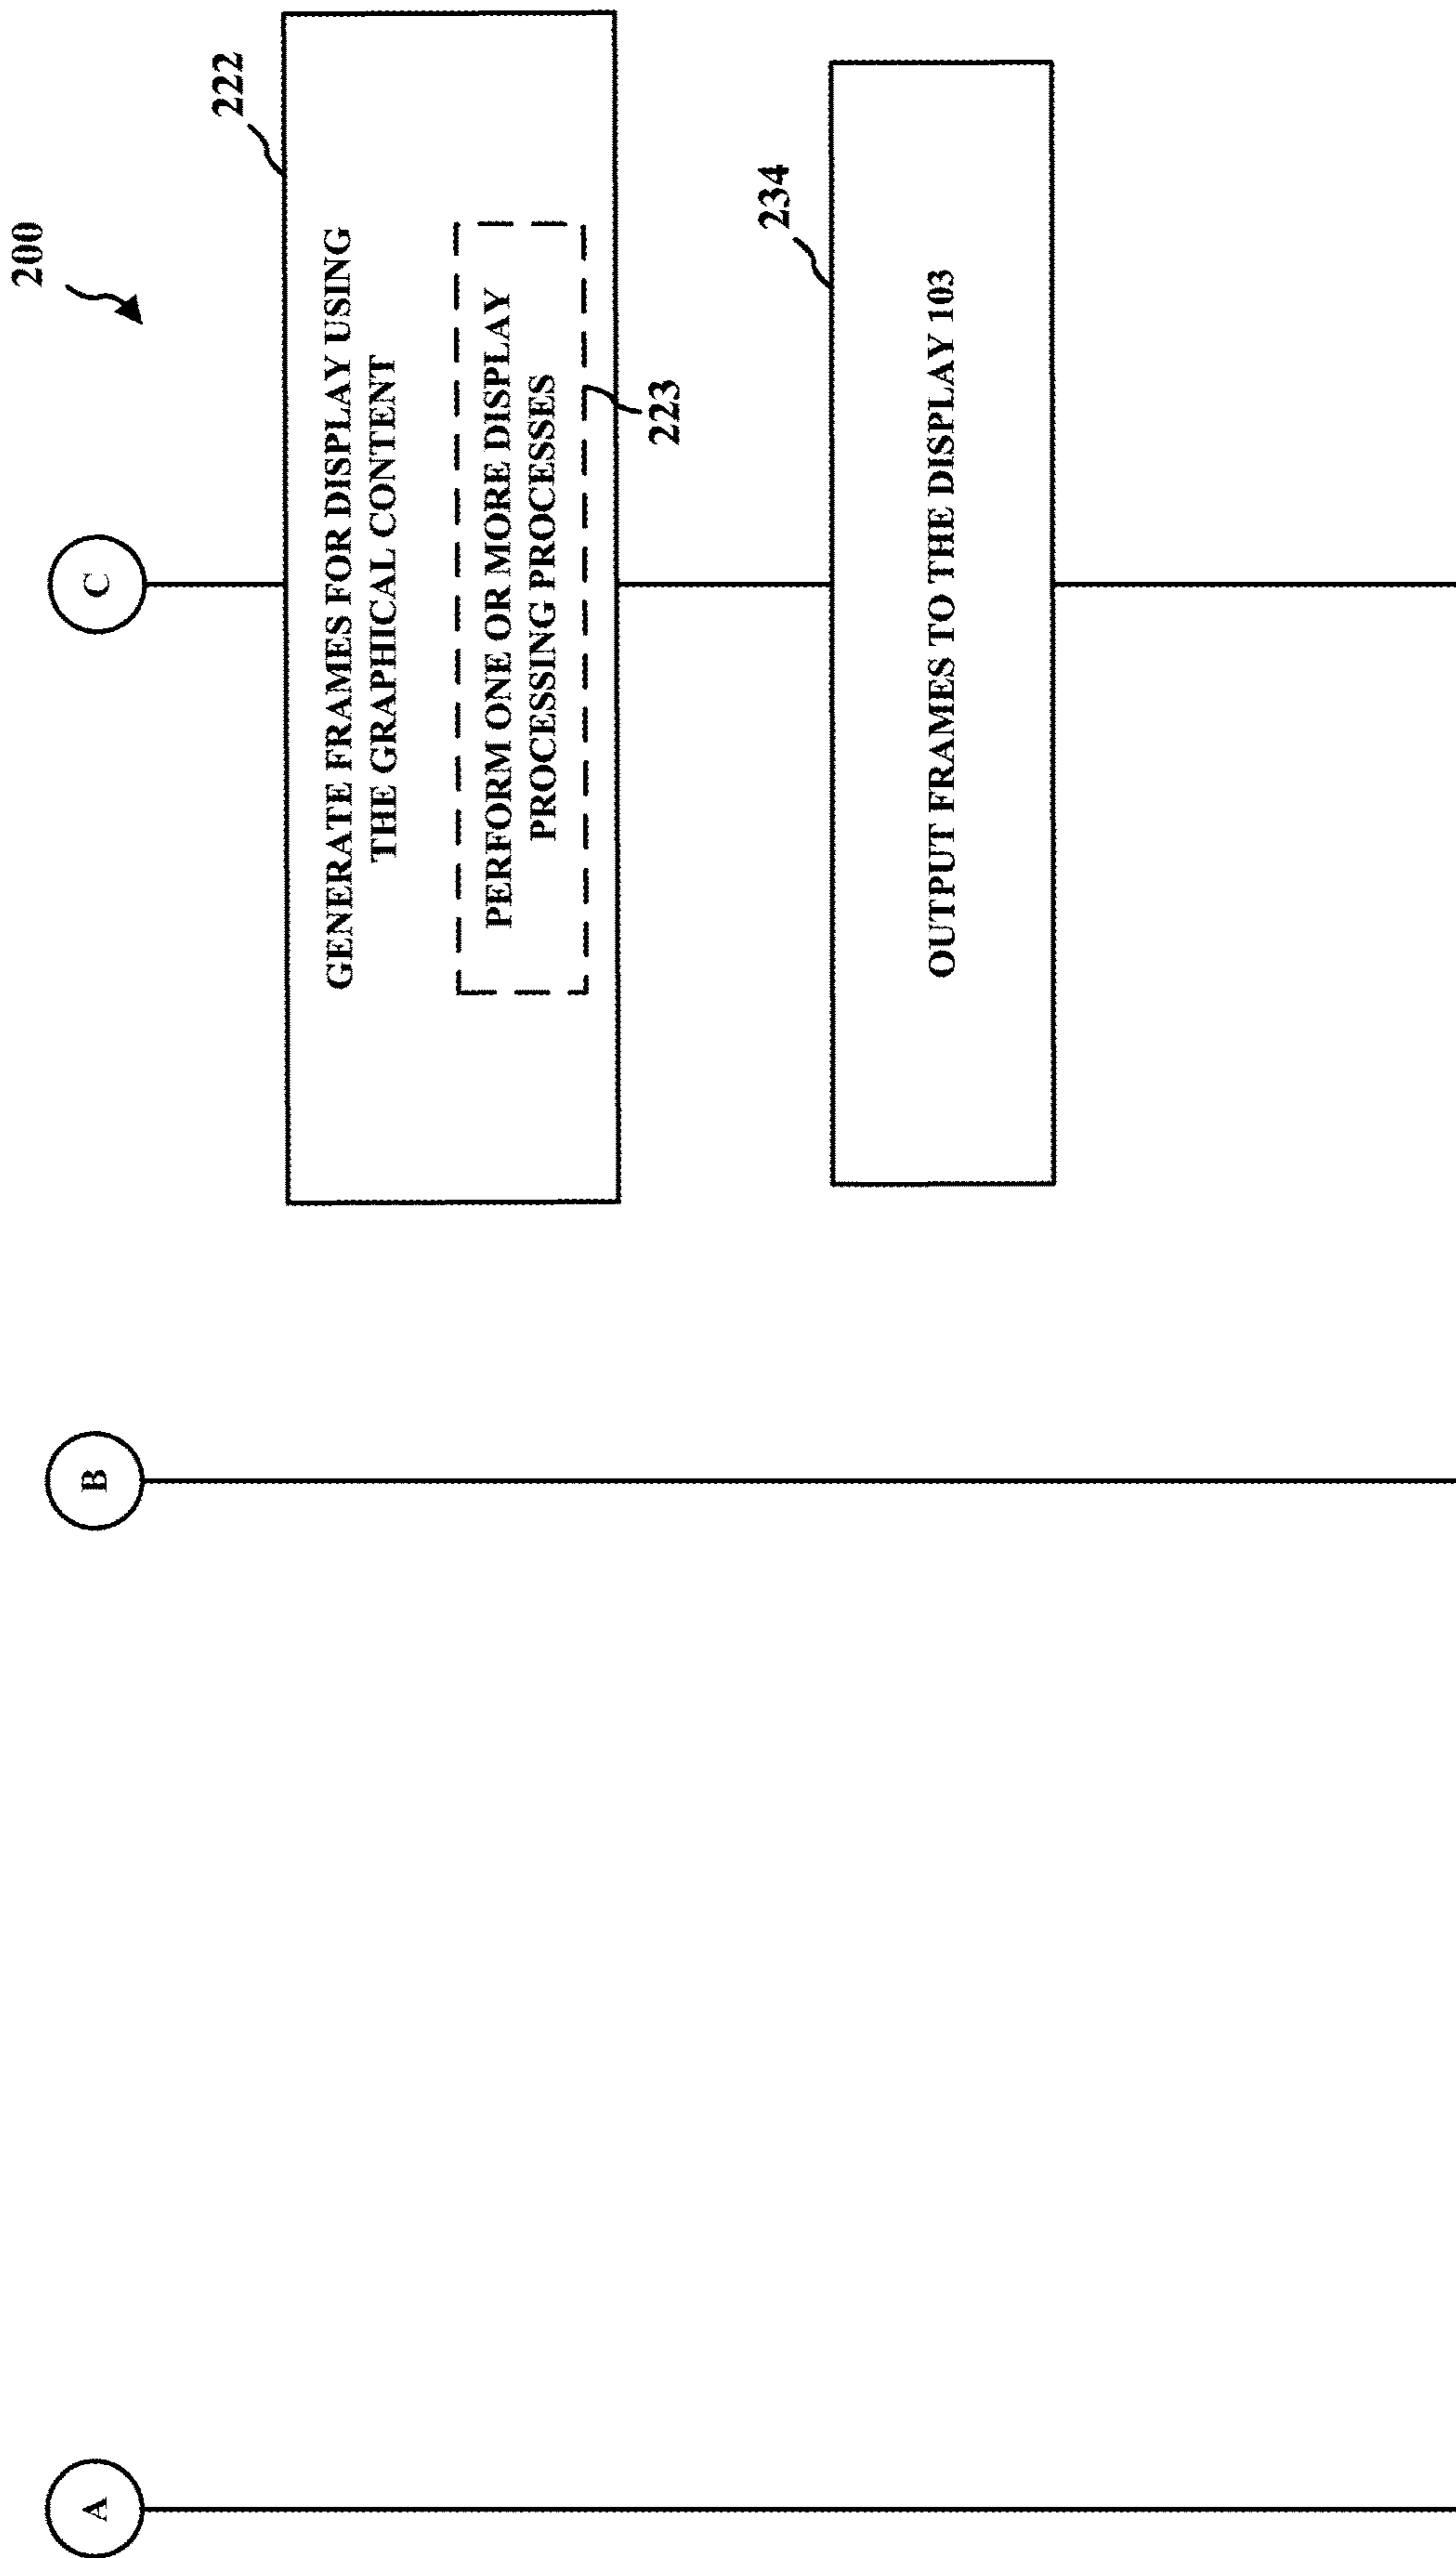 200
A
B
C
222
GENERATE FRAMES FOR DISPLAY USING
THE GRAPHICAL CONTENT
PERFORM ONE OR MORE DISPLAY
PROCESSING PROCESSES
223
234
OUTPUT FRAMES TO THE DISPLAY 103